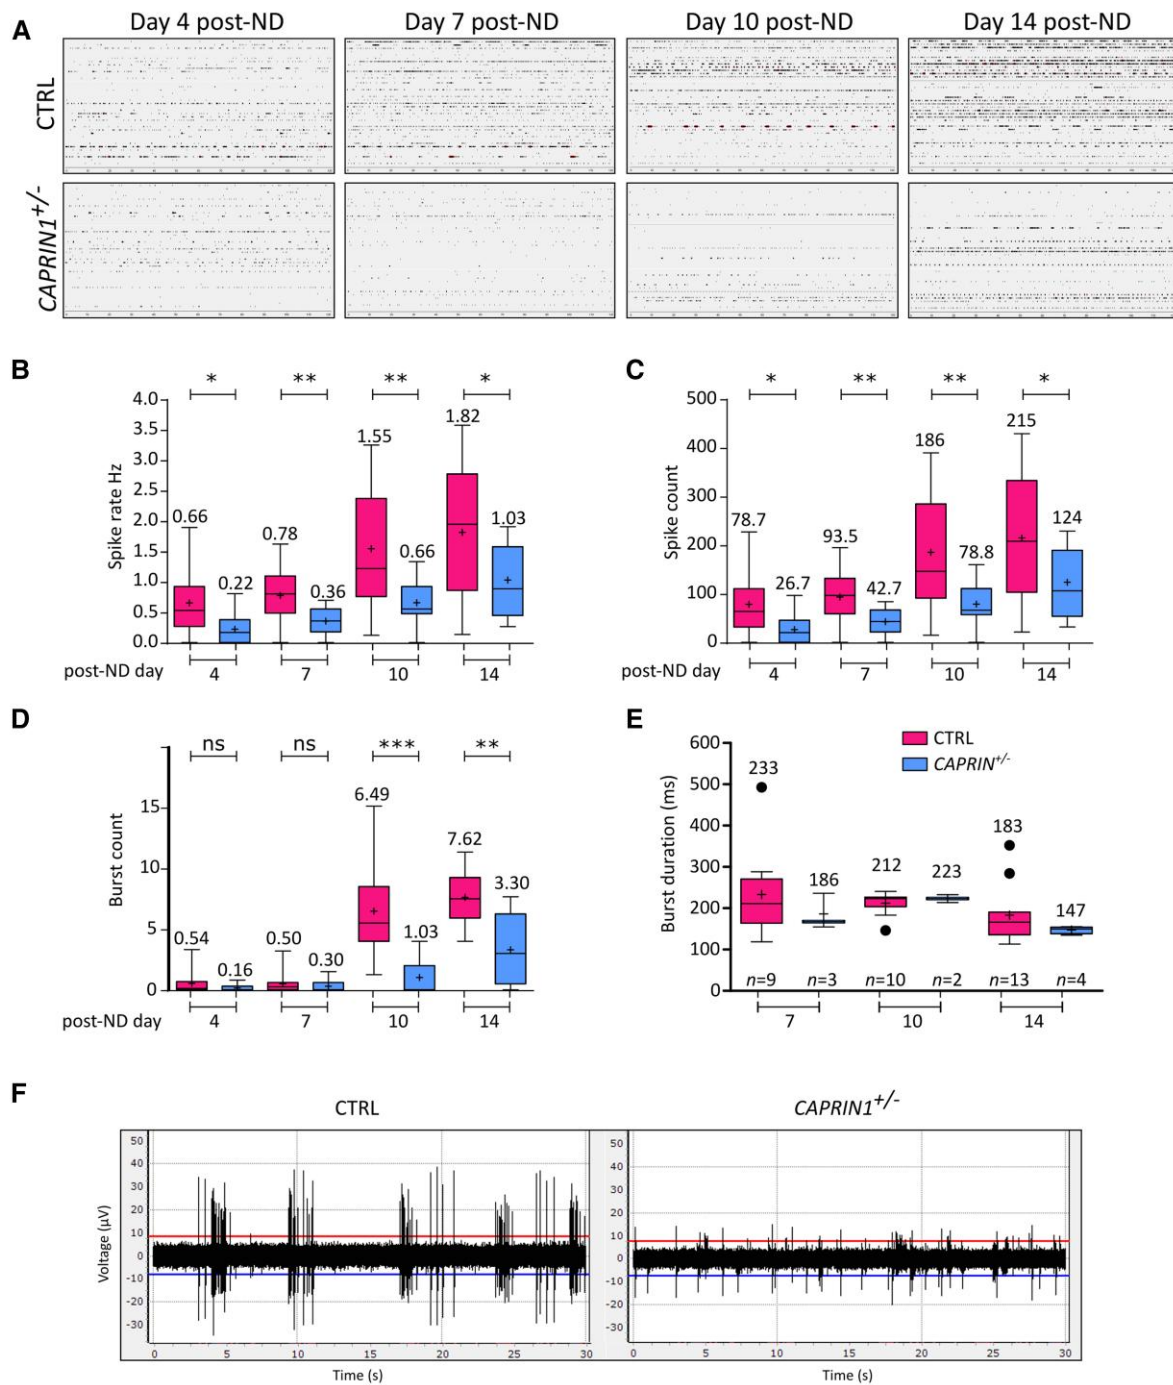 A
Day 4 post-ND Day 7 post-ND Day 10 post-ND Day 14 post-ND
CTRL
CAPRIN1+/-
B
* ** ** *
Spike rate Hz
4.0
3.5
3.0
2.5
2.0
1.5
1.0
0.5
0.0
0.66 0.22 0.78 0.36 1.55 0.66 1.82 1.03
post-ND day 4 7 10 14
C
* ** ** *
Spike count
500
400
300
200
100
0
78.7 26.7 93.5 42.7 186 78.8 215 124
post-ND day 4 7 10 14
D
ns ns *** **
Burst count
15
10
5
0
0.54 0.16 0.50 0.30 6.49 1.03 7.62 3.30
post-ND day 4 7 10 14
E
CTRL
CAPRIN+/-
Burst duration (ms)
600
500
400
300
200
100
0
233 186 212 223 183 147
n=9 n=3 n=10 n=2 n=13 n=4
7 10 14
F
CTRL CAPRIN1+/-
Voltage (µV)
50
40
30
20
10
0
-10
-20
-30
0 5 10 15 20 25 30
Time (s)
50
40
30
20
10
0
-10
-20
-30
0 5 10 15 20 25 30
Time (s)